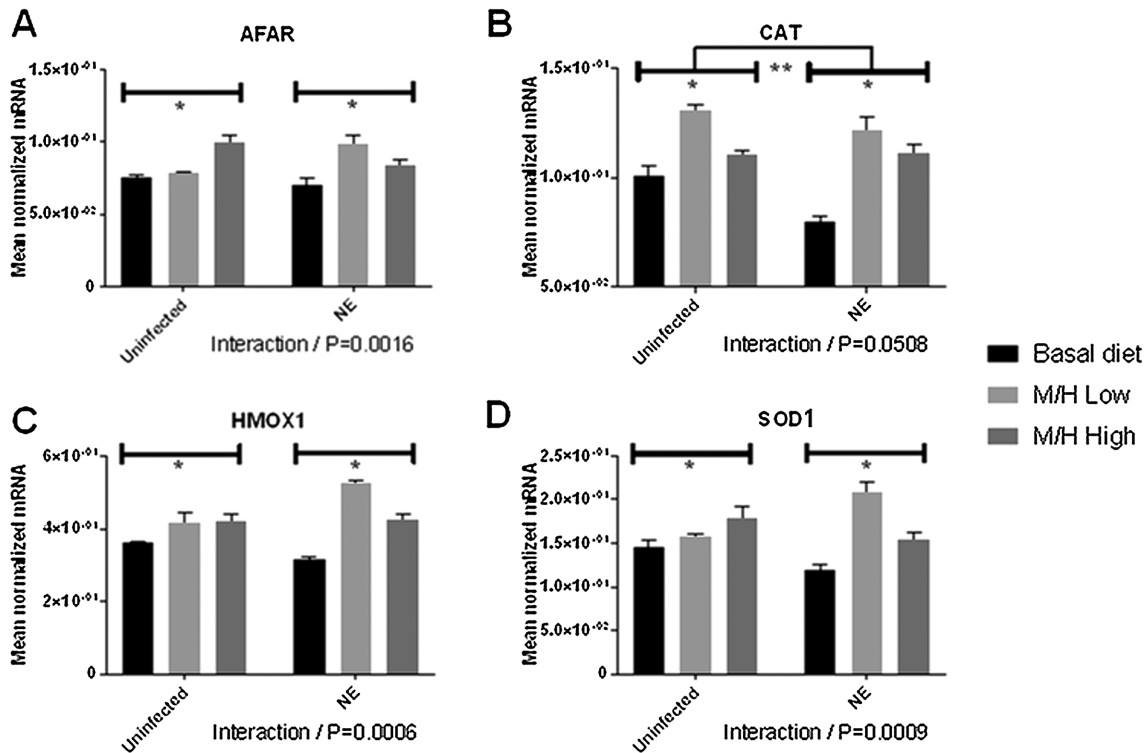 A
AFAR
Mean normalized mRNA
1.5×10⁻⁰¹
1.0×10⁻⁰¹
5.0×10⁻⁰²
0
*
*
Uninfected
NE
Interaction / P=0.0016
B
CAT
Mean normalized mRNA
1.5×10⁻⁰¹
1.0×10⁻⁰¹
5.0×10⁻⁰²
*
**
*
Uninfected
NE
Interaction / P=0.0508
Basal diet
M/H Low
M/H High
C
HMOX1
Mean normalized mRNA
6×10⁻⁰¹
4×10⁻⁰¹
2×10⁻⁰¹
0
*
*
Uninfected
NE
Interaction / P=0.0006
D
SOD1
Mean normalized mRNA
2.5×10⁻⁰¹
2.0×10⁻⁰¹
1.5×10⁻⁰¹
1.0×10⁻⁰¹
5.0×10⁻⁰²
0
*
*
Uninfected
NE
Interaction / P=0.0009